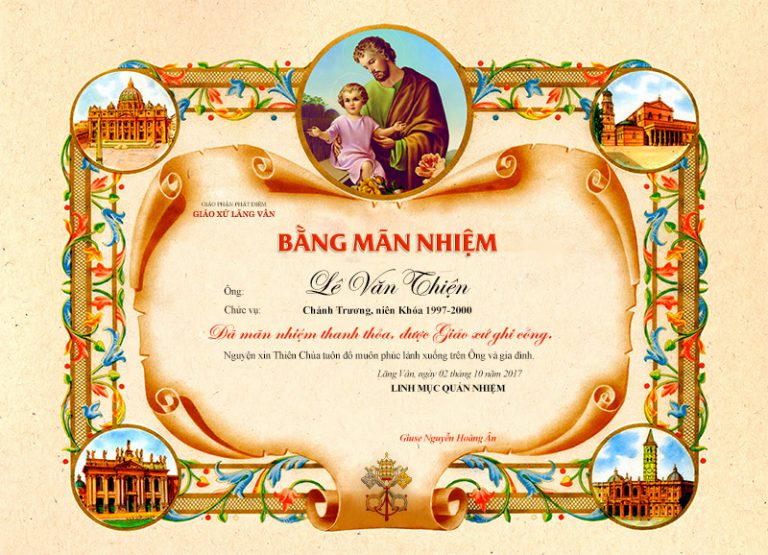 GIÁO PHẬN PHÁT DIỆM
GIÁO XỨ LÃNG VÂN
BẰNG MÃN NHIỆM
Ông: Lê Văn Thiện
Chức vụ: Chánh Trương, niên Khóa 1997-2000
Đã mãn nhiệm thanh thỏa, được Giáo xứ ghi công.
Nguyện xin Thiên Chúa tuôn đổ muôn phúc lành xuống trên Ông và gia đình.
Lãng Vân, ngày 02 tháng 10 năm 2017
LINH MỤC QUẢN NHIỆM
Giuse Nguyễn Hoàng Ân